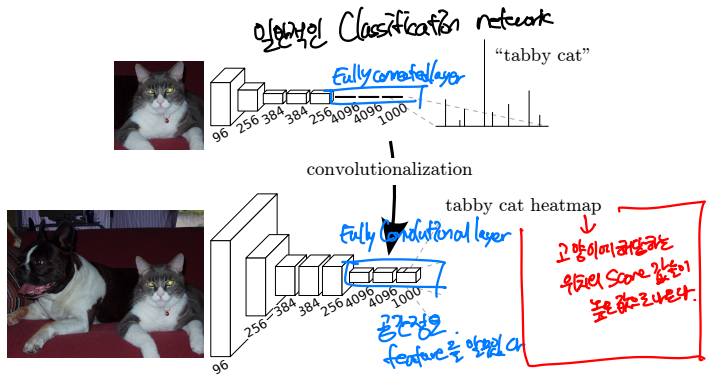 일반적인 Classification network
Fully connected layer
"tabby cat"
96
256
384
384
256
4096
4096
1000
convolutionalization
tabby cat heatmap
Fully Convolutional layer
고양이에 해당하는
위치의 score 값들이
높은 값으로 나온다.
96
256
384
384
256
4096
4096
1000
공간정보
feature를